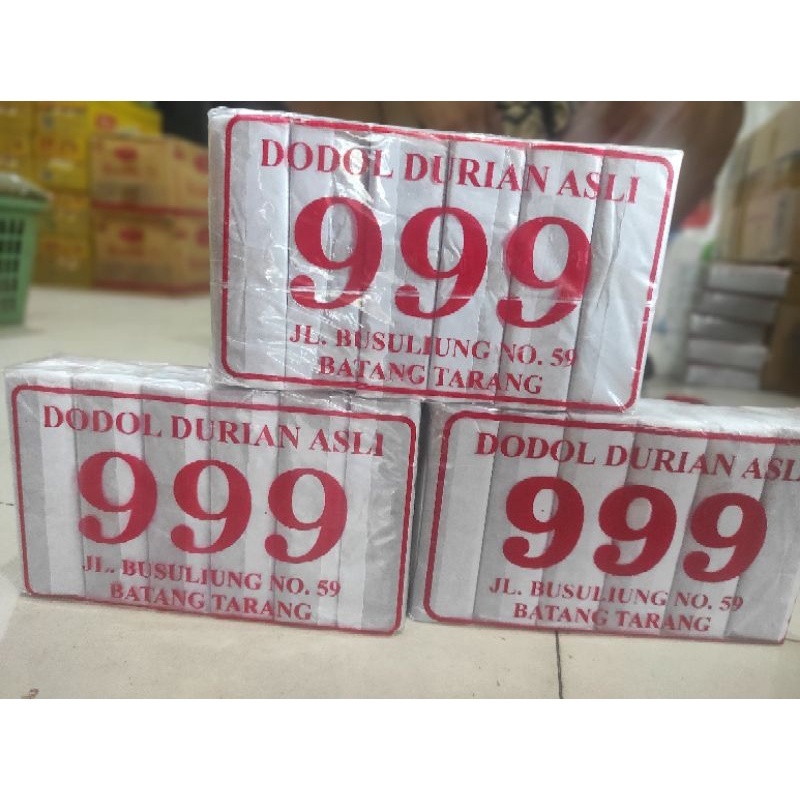 DODOL DURIAN ASLI
999
JL. BUSULIUNG NO. 59
BATANG TARANG
DODOL DURIAN ASLI
999
JL. BUSULIUNG NO. 59
BATANG TARANG
DODOL DURIAN ASL
999
JL. BUSULIUNG NO. 59
BATANG TARANG